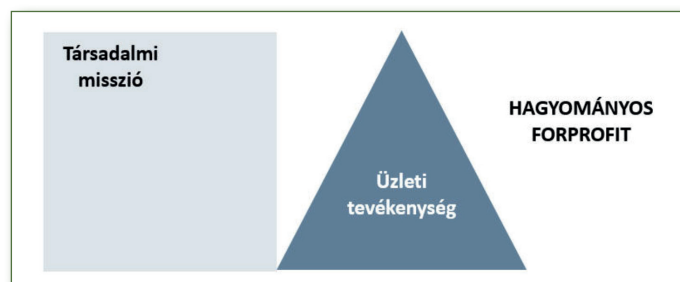 Társadalmi
misszió
HAGYOMÁNYOS
FORPROFIT
Üzleti
tevékenység